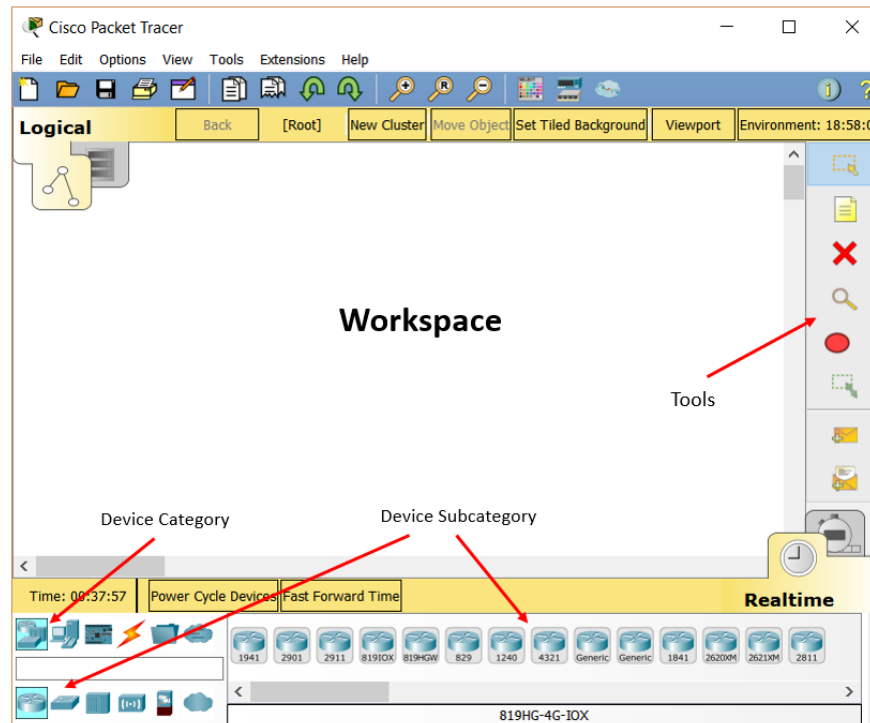 Cisco Packet Tracer
File Edit Options View Tools Extensions Help
Logical Back [Root] New Cluster Move Object Set Tiled Background Viewport Environment: 18:58:0
Workspace
Tools
Device Category Device Subcategory
Time: 00:37:57 Power Cycle Devices Fast Forward Time
Realtime
1941 2901 2911 819IOX 819HGW 829 1240 4321 Generic Generic 1841 2620XM 2621XM 2811
819HG-4G-IOX